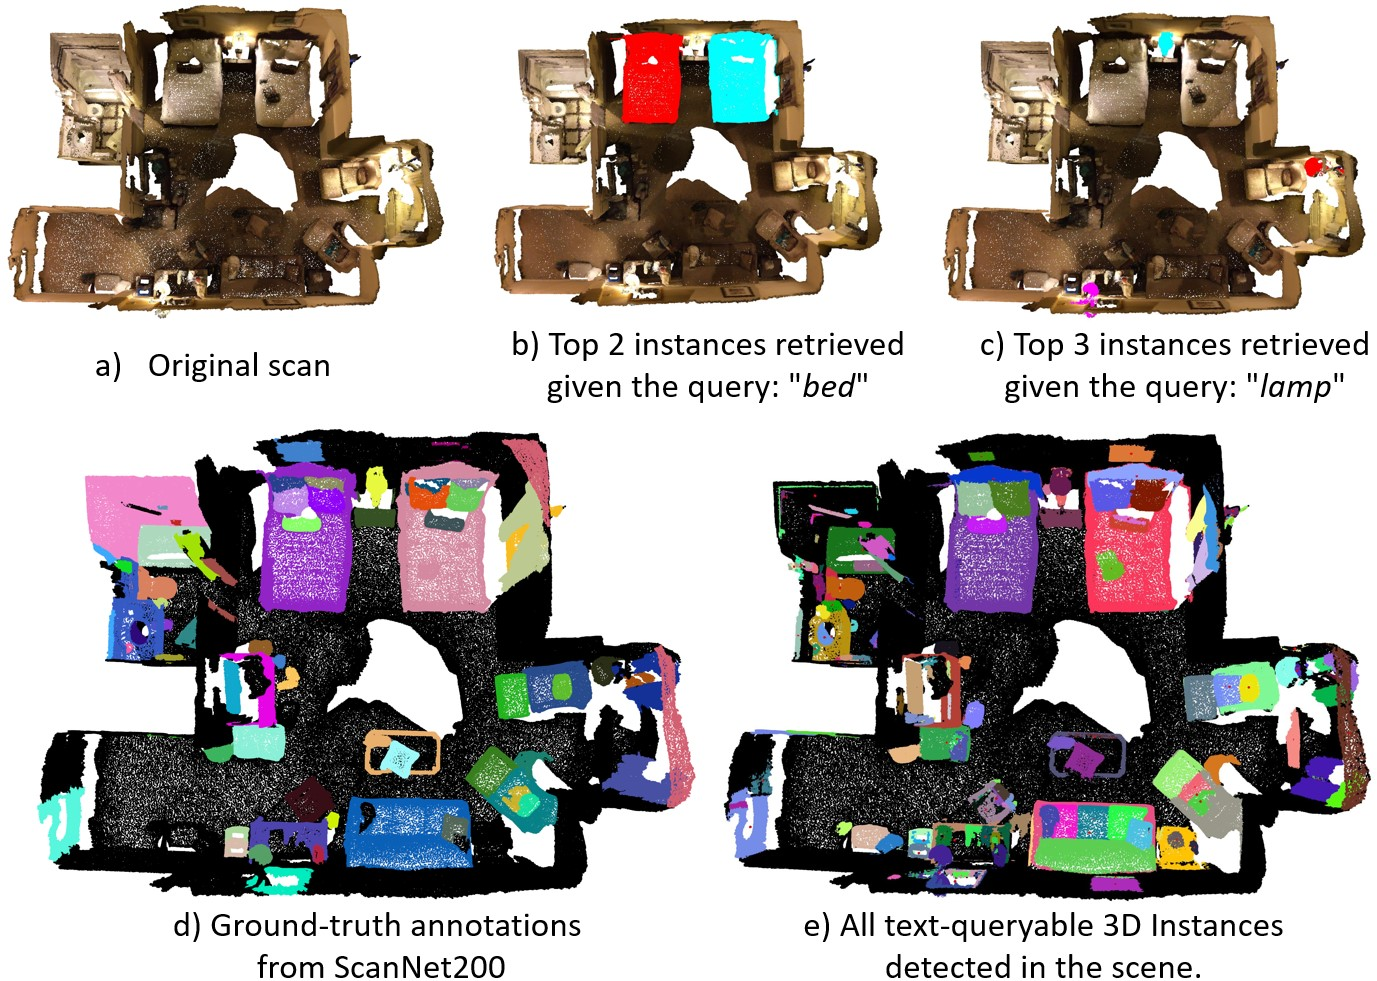 a) Original scan
b) Top 2 instances retrieved
given the query: "bed"
c) Top 3 instances retrieved
given the query: "lamp"
d) Ground-truth annotations
from ScanNet200
e) All text-queryable 3D Instances
detected in the scene.